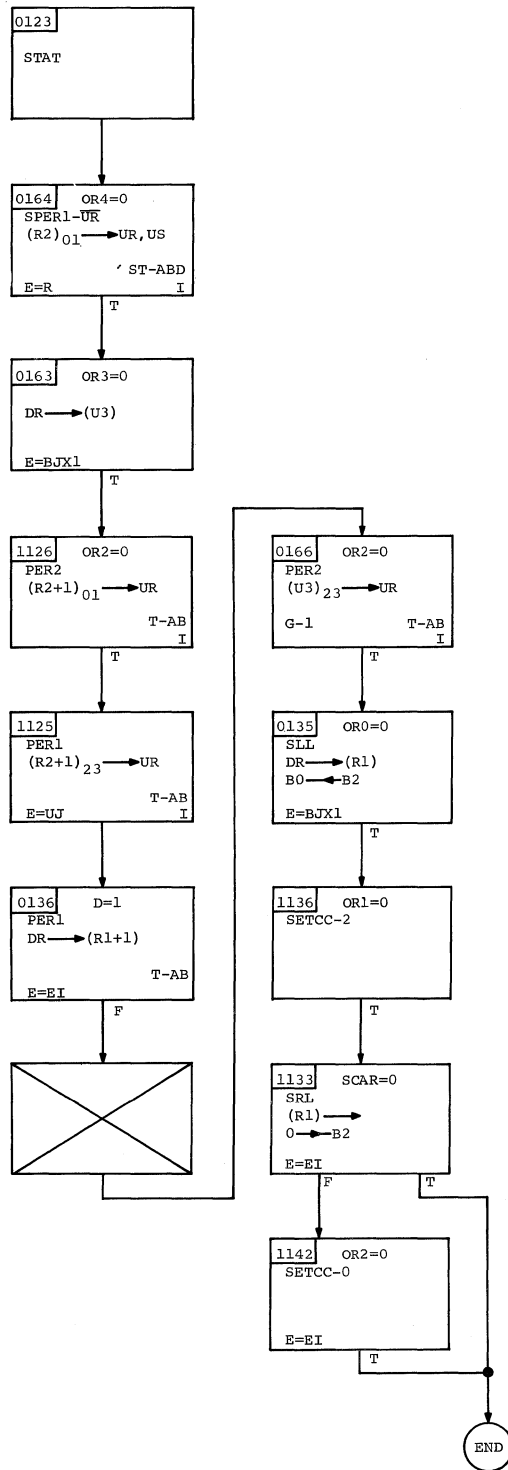 0123
STAT
0164 OR4=0
SPER1-U̅R̅
(R2)01 → UR,US
ST-ABD
E=R I
T
0163 OR3=0
DR → (U3)
E=BJX1
T
1126 OR2=0
PER2
(R2+1)01 → UR
T-AB
I
T
1125
PER1
(R2+1)23 → UR
T-AB
E=UJ I
0136 D=1
PER1
DR → (R1+1)
T-AB
E=EI
F
0166 OR2=0
PER2
(U3)23 → UR
G-1 T-AB
I
T
0135 OR0=0
SLL
DR → (R1)
B0 ← B2
E=BJX1
T
1136 OR1=0
SETCC-2
T
1133 SCAR=0
SRL
(R1) →
0 → B2
E=EI
F T
1142 OR2=0
SETCC-0
E=EI
T
END